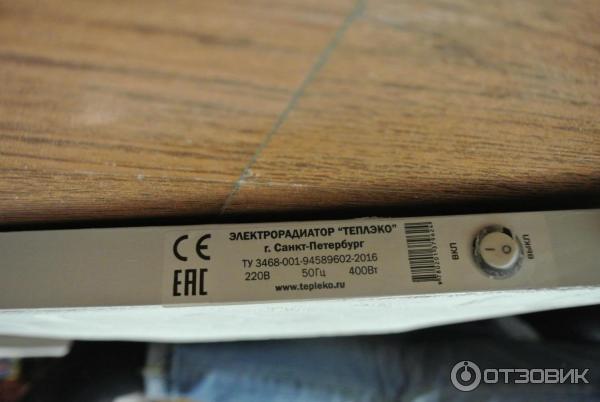 CE
EAC
ЭЛЕКТРОРАДИАТОР "ТЕПЛЭКО"
г. Санкт-Петербург
ТУ 3468-001-94589602-2016
220В 50Гц 400Вт
www.tepleko.ru
ВКЛ
ВЫКЛ
ОТЗОВИК